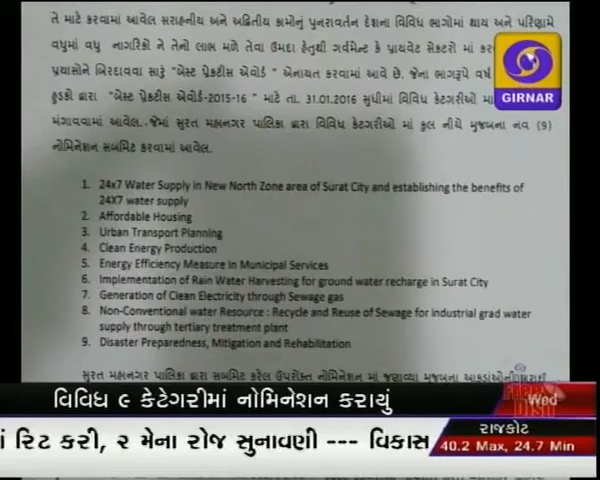 તે માટે કરવામાં આવેલ સરાહનીય અને અદ્વિતીય કામોનું પુનરાવર્તન દેશના વિવિધ ભાગોમાં થાય અને પરિણામે
વધુમાં વધુ નાગરિકો ને તેનો લાભ મળે તેવા ઉમદા હેતુથી ગર્વમેન્ટ કે પ્રાયવેટ સેકટરો માં
પ્રયાસોને બિરદાવવા સારૂ "બેસ્ટ પ્રેક્ટીસ એવોર્ડ" એનાયત કરવામાં આવે છે. જેના ભાગરૂપે વર્ષ
હુડકો દ્વારા "બેસ્ટ પ્રેક્ટીસ એવોર્ડ-2015-16" માટે તા. 31.01.2016 સુધીમાં વિવિધ કેટગરીઓ
મંગાવવામાં આવેલ. જેમાં સુરત મહાનગર પાલિકા દ્વારા વિવિધ કેટગરીઓ માં કુલ નીચે મુજબના નવ (9)
નોમિનેશન સબમિટ કરવામાં આવેલ.
GIRNAR
1. 24x7 Water Supply in New North Zone area of Surat City and establishing the benefits of
24X7 water supply
2. Affordable Housing
3. Urban Transport Planning
4. Clean Energy Production
5. Energy Efficiency Measure in Municipal Services
6. Implementation of Rain Water Harvesting for ground water recharge in Surat City
7. Generation of Clean Electricity through Sewage gas
8. Non-Conventional water Resource : Recycle and Reuse of Sewage for industrial grad water
supply through tertiary treatment plant
9. Disaster Preparedness, Mitigation and Rehabilitation
સુરત મહાનગર પાલિકા દ્વારા સબમિટ કરેલ ઉપરોક્ત નોમિનેશન માં જણાવ્યા મુજબના આકડાઓની
વિવિધ ૯ કેટેગરીમાં નોમિનેશન કરાયું
Wed
રિટ કરી, ૨ મેના રોજ સુનાવણી --- વિકાસ
રાજકોટ
40.2 Max, 24.7 Min